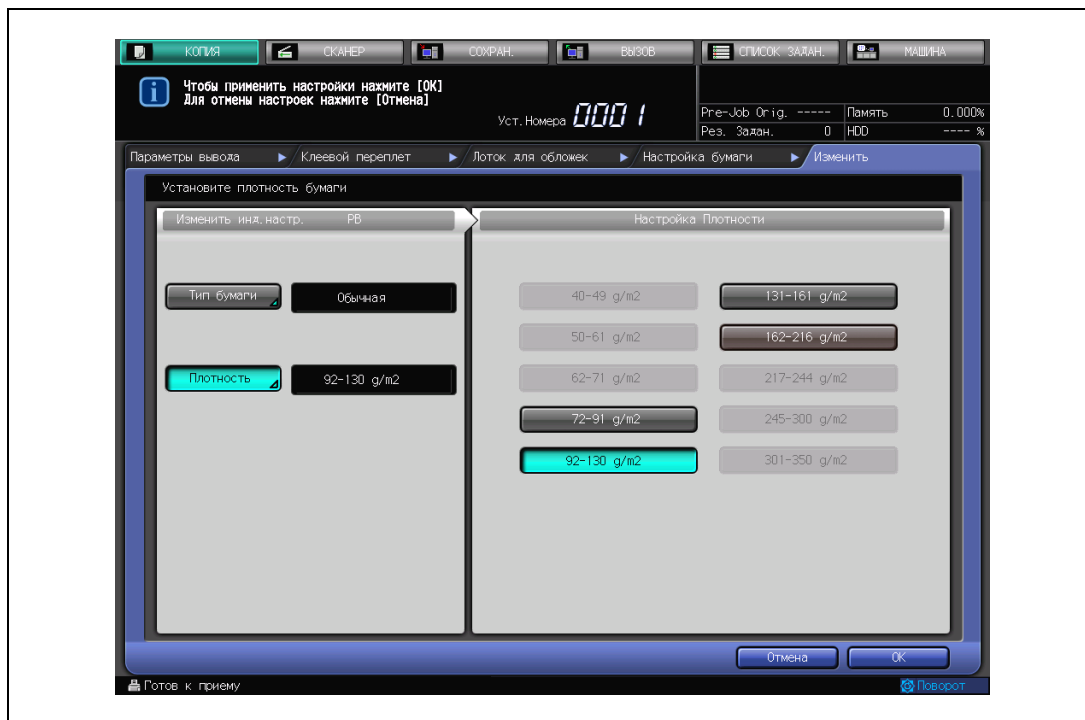 КОПИЯ СКАНЕР СОХРАН. ВЫЗОВ СПИСОК ЗАДАН. МАШИНА
Чтобы применить настройки нажмите [ОК]
Для отмены настроек нажмите [Отмена]
Уст.Номера 0001
Pre-Job Orig. ----- Память 0.000%
Рез. Задан. 0 HDD ---- %
Параметры вывода Клеевой переплет Лоток для обложек Настройка бумаги Изменить
Установите плотность бумаги
Изменить инд.настр. PB Настройка Плотности
Тип бумаги Обычная
40-49 g/m2 131-161 g/m2
50-61 g/m2 162-216 g/m2
Плотность 92-130 g/m2
62-71 g/m2 217-244 g/m2
72-91 g/m2 245-300 g/m2
92-130 g/m2 301-350 g/m2
Отмена ОК
Готов к приему Поворот